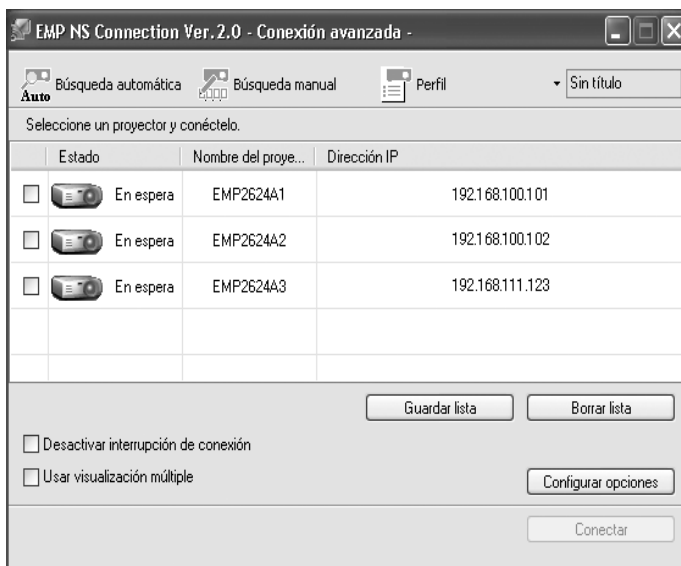 EMP NS Connection Ver.2.0 - Conexión avanzada -
Auto Búsqueda automática Búsqueda manual Perfil Sin título
Seleccione un proyector y conéctelo.
Estado Nombre del proye... Dirección IP
En espera EMP2624A1 192.168.100.101
En espera EMP2624A2 192.168.100.102
En espera EMP2624A3 192.168.111.123
Guardar lista Borrar lista
Desactivar interrupción de conexión
Usar visualización múltiple Configurar opciones
Conectar